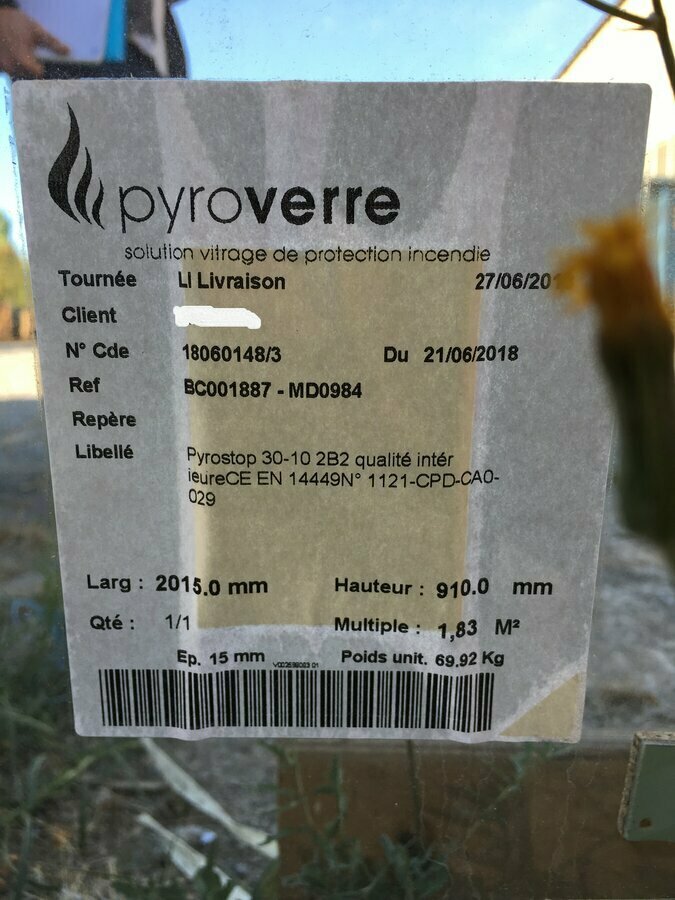 pyroverre
solution vitrage de protection incendie
Tournée LI Livraison 27/06/201
Client
N° Cde 18060148/3 Du 21/06/2018
Ref BC001887 - MD0984
Repère
Libellé Pyrostop 30-10 2B2 qualité intér
ieureCE EN 14449N° 1121-CPD-CA0-
029
Larg : 2015.0 mm Hauteur : 910.0 mm
Qté : 1/1 Multiple : 1,83 M²
Ep. 15 mm Poids unit. 69,92 Kg